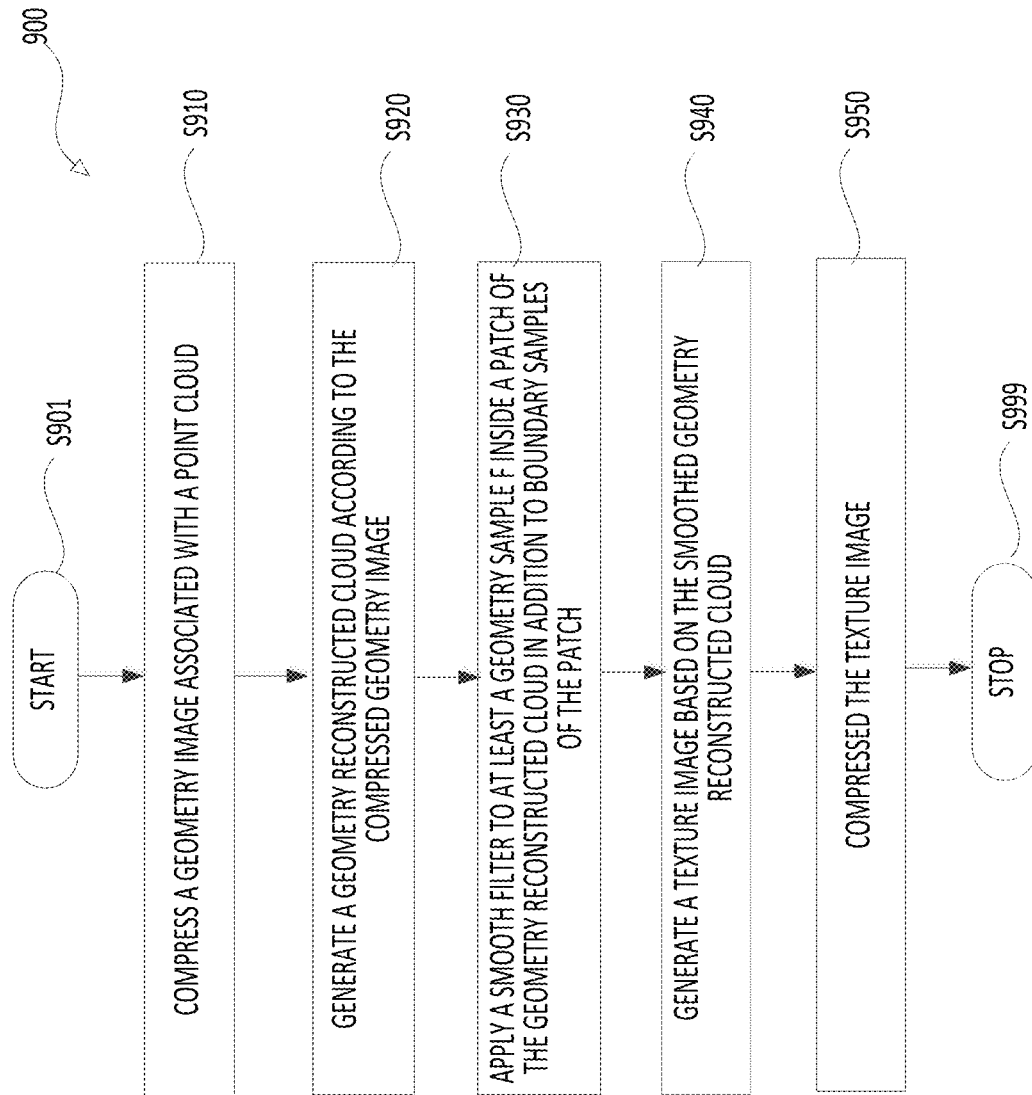 900
START
S901
COMPRESS A GEOMETRY IMAGE ASSOCIATED WITH A POINT CLOUD
S910
GENERATE A GEOMETRY RECONSTRUCTED CLOUD ACCORDING TO THE
COMPRESSED GEOMETRY IMAGE
S920
APPLY A SMOOTH FILTER TO AT LEAST A GEOMETRY SAMPLE F INSIDE A PATCH OF
THE GEOMETRY RECONSTRUCTED CLOUD IN ADDITION TO BOUNDARY SAMPLES
OF THE PATCH
S930
GENERATE A TEXTURE IMAGE BASED ON THE SMOOTHED GEOMETRY
RECONSTRUCTED CLOUD
S940
COMPRESSED THE TEXTURE IMAGE
S950
STOP
S999